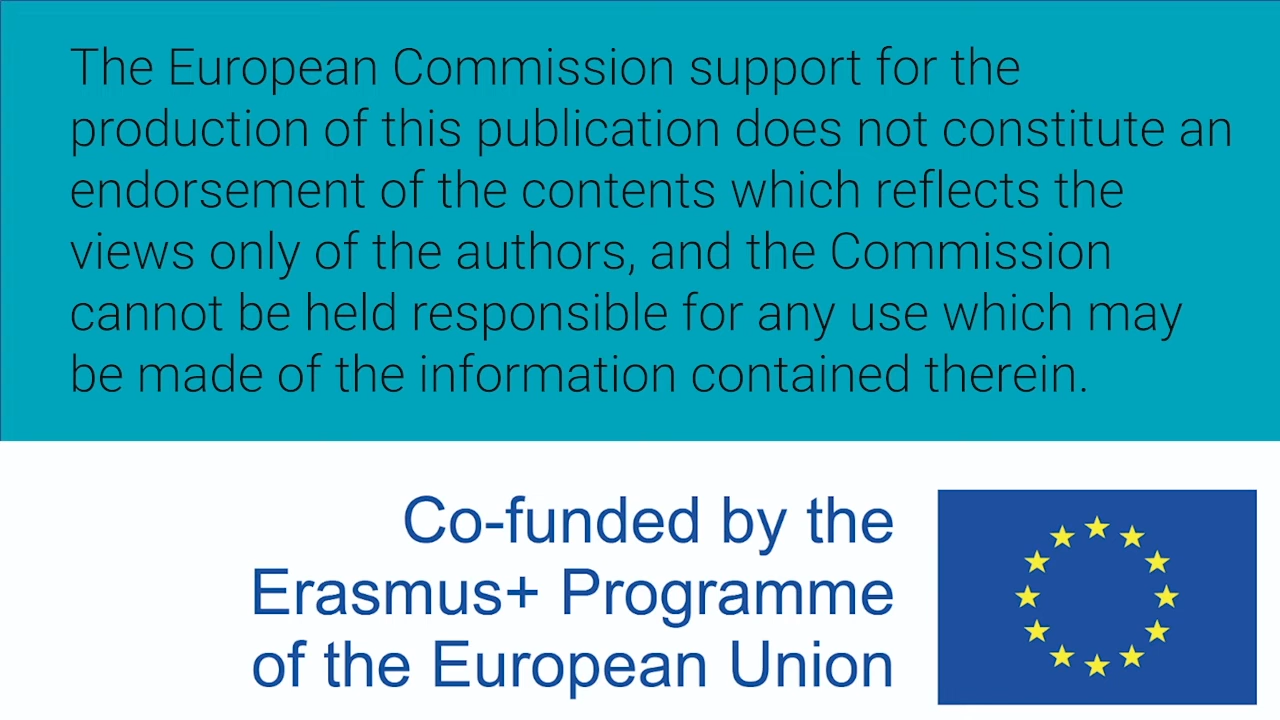 The European Commission support for the
production of this publication does not constitute an
endorsement of the contents which reflects the
views only of the authors, and the Commission
cannot be held responsible for any use which may
be made of the information contained therein.
Co-funded by the
Erasmus+ Programme
of the European Union